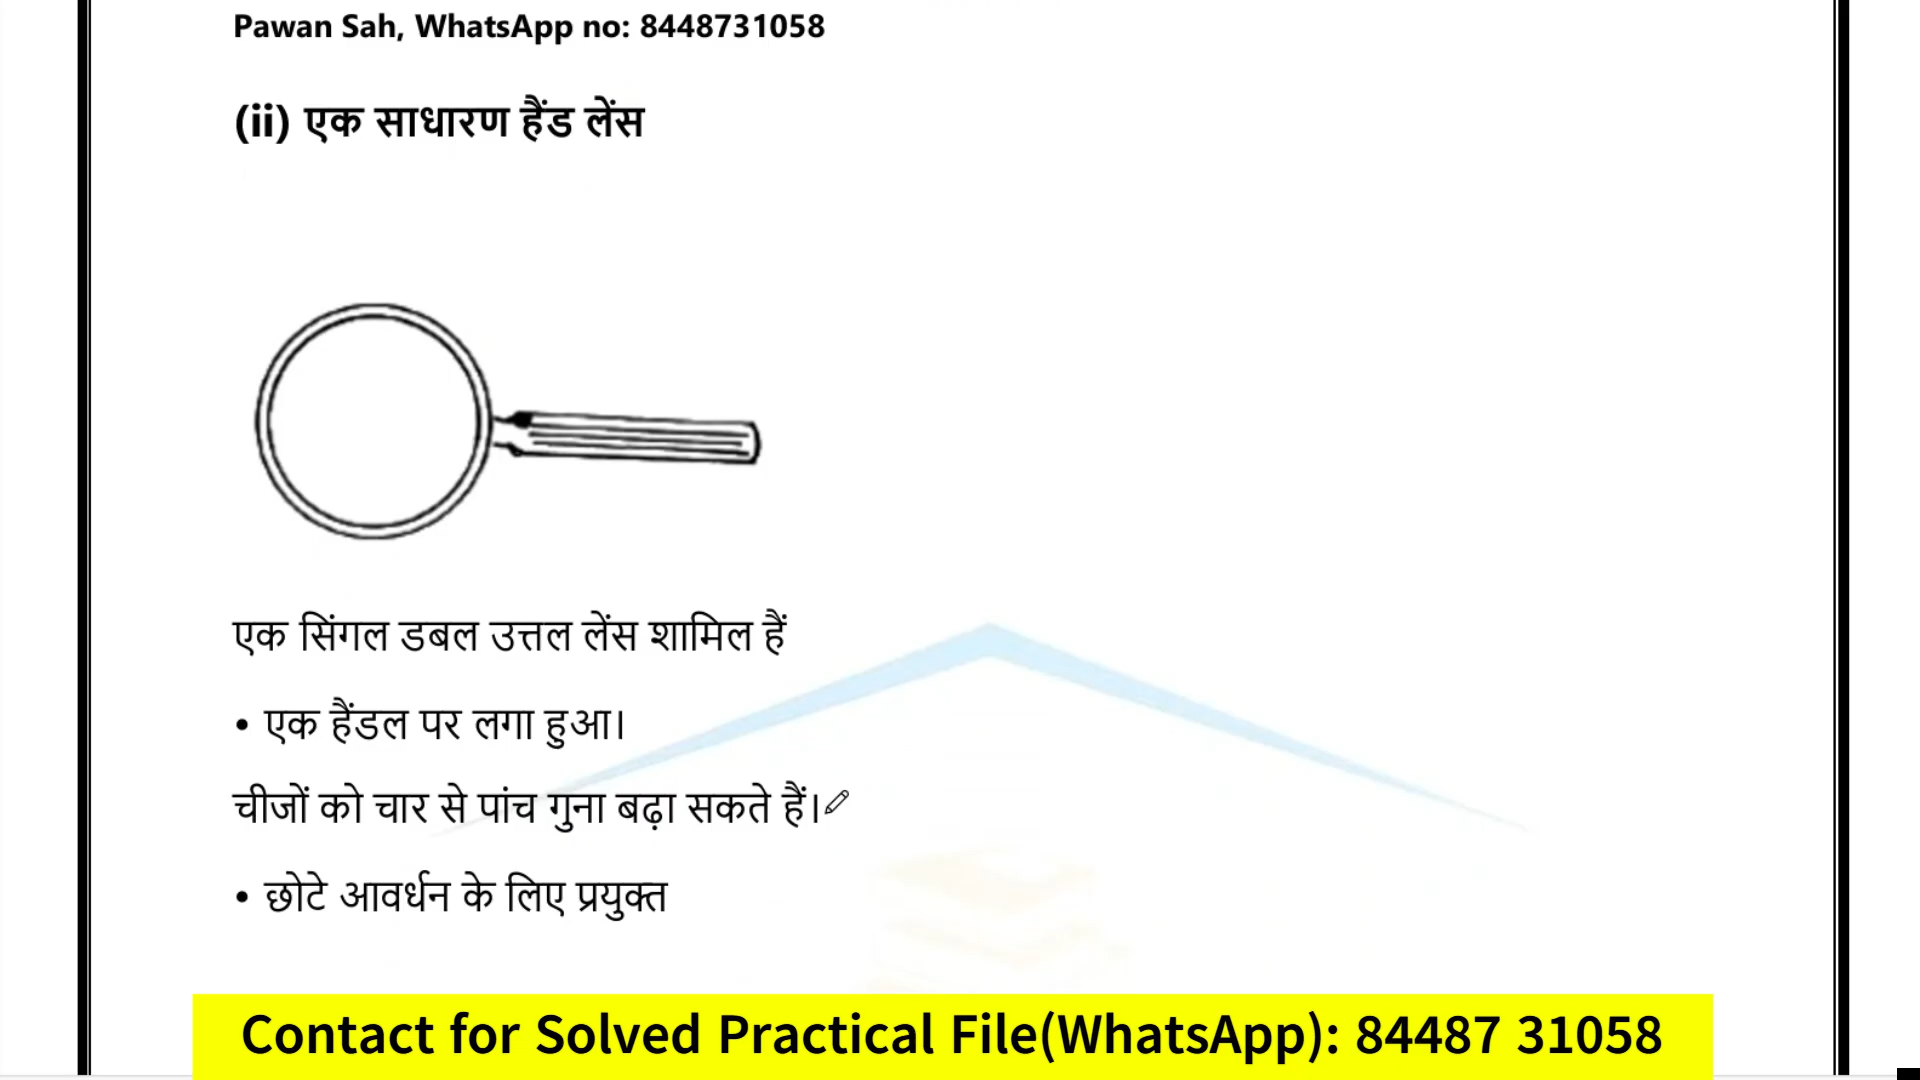 Pawan Sah, WhatsApp no: 8448731058
(ii) एक साधारण हैंड लेंस
एक सिंगल डबल उत्तल लेंस शामिल हैं
• एक हैंडल पर लगा हुआ।
चीजों को चार से पांच गुना बढ़ा सकते हैं।
• छोटे आवर्धन के लिए प्रयुक्त
Contact for Solved Practical File(WhatsApp): 84487 31058